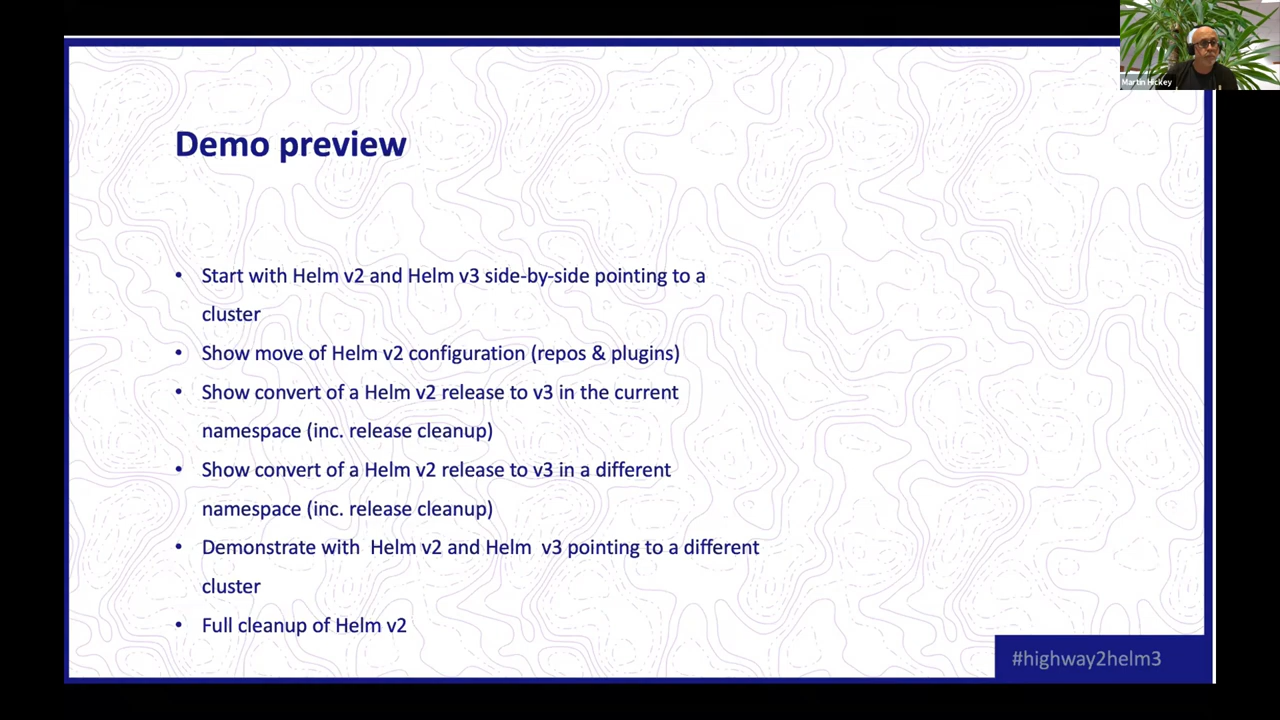 Martin Hickey
Demo preview
• Start with Helm v2 and Helm v3 side-by-side pointing to a
cluster
• Show move of Helm v2 configuration (repos & plugins)
• Show convert of a Helm v2 release to v3 in the current
namespace (inc. release cleanup)
• Show convert of a Helm v2 release to v3 in a different
namespace (inc. release cleanup)
• Demonstrate with  Helm v2 and Helm  v3 pointing to a different
cluster
• Full cleanup of Helm v2
#highway2helm3